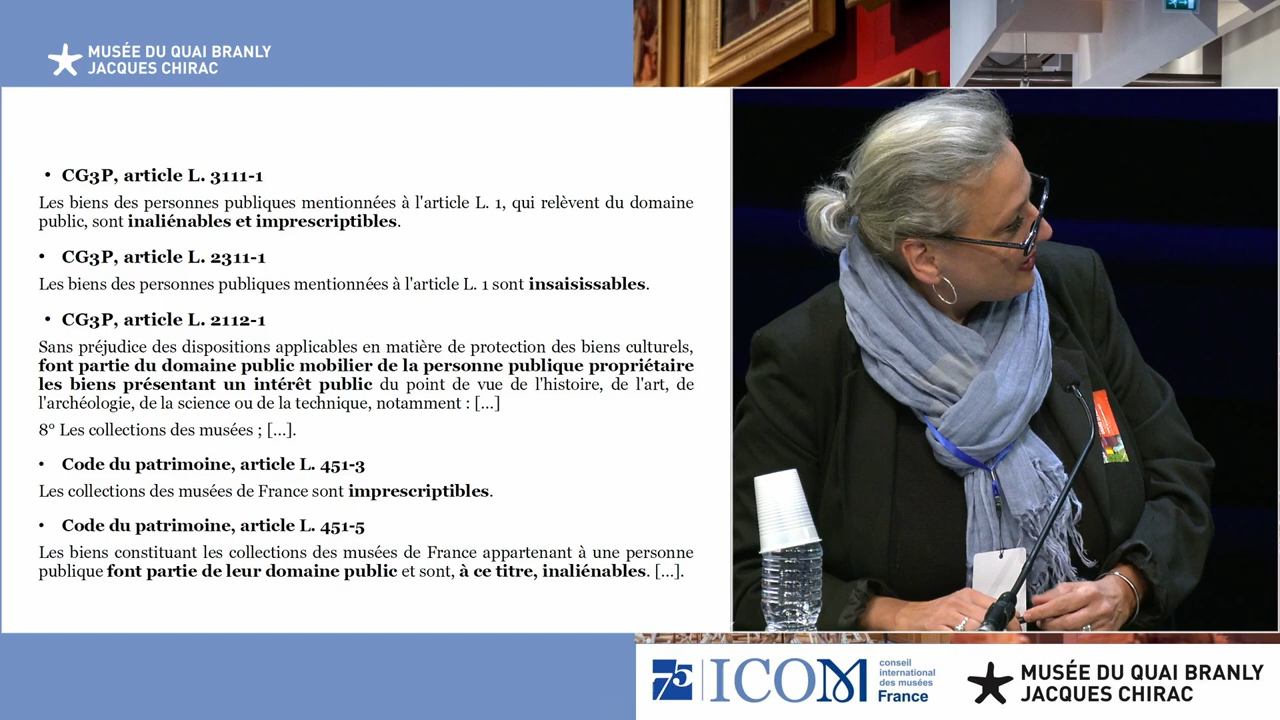 MUSÉE DU QUAI BRANLY
JACQUES CHIRAC
• CG3P, article L. 3111-1
Les biens des personnes publiques mentionnées à l'article L. 1, qui relèvent du domaine
public, sont inaliénables et imprescriptibles.
• CG3P, article L. 2311-1
Les biens des personnes publiques mentionnées à l'article L. 1 sont insaisissables.
• CG3P, article L. 2112-1
Sans préjudice des dispositions applicables en matière de protection des biens culturels,
font partie du domaine public mobilier de la personne publique propriétaire
les biens présentant un intérêt public du point de vue de l'histoire, de l'art, de
l'archéologie, de la science ou de la technique, notamment : [...]
8° Les collections des musées ; [...].
• Code du patrimoine, article L. 451-3
Les collections des musées de France sont imprescriptibles.
• Code du patrimoine, article L. 451-5
Les biens constituant les collections des musées de France appartenant à une personne
publique font partie de leur domaine public et sont, à ce titre, inaliénables. [...].
75 ICOM
conseil
international
des musées
France
MUSÉE DU QUAI BRANLY
JACQUES CHIRAC